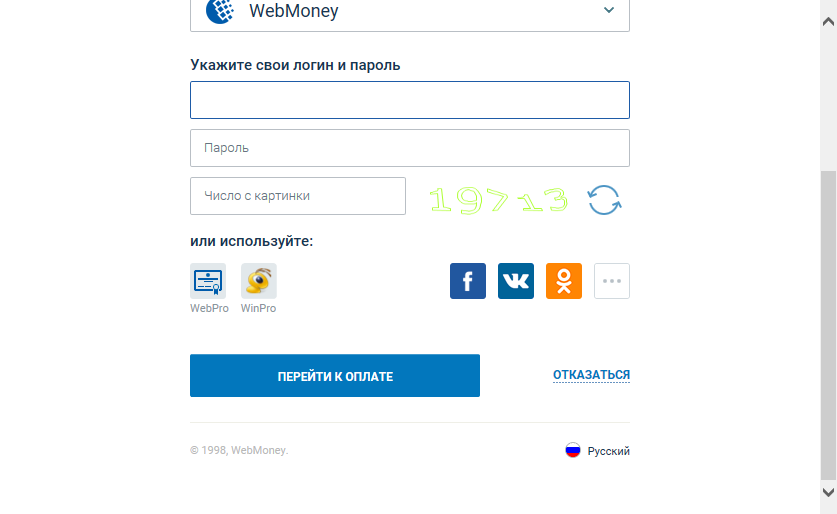 WebMoney
Укажите свои логин и пароль
Пароль
Число с картинки
19713
или используйте:
WebPro WinPro
ПЕРЕЙТИ К ОПЛАТЕ
ОТКАЗАТЬСЯ
© 1998, WebMoney.
Русский